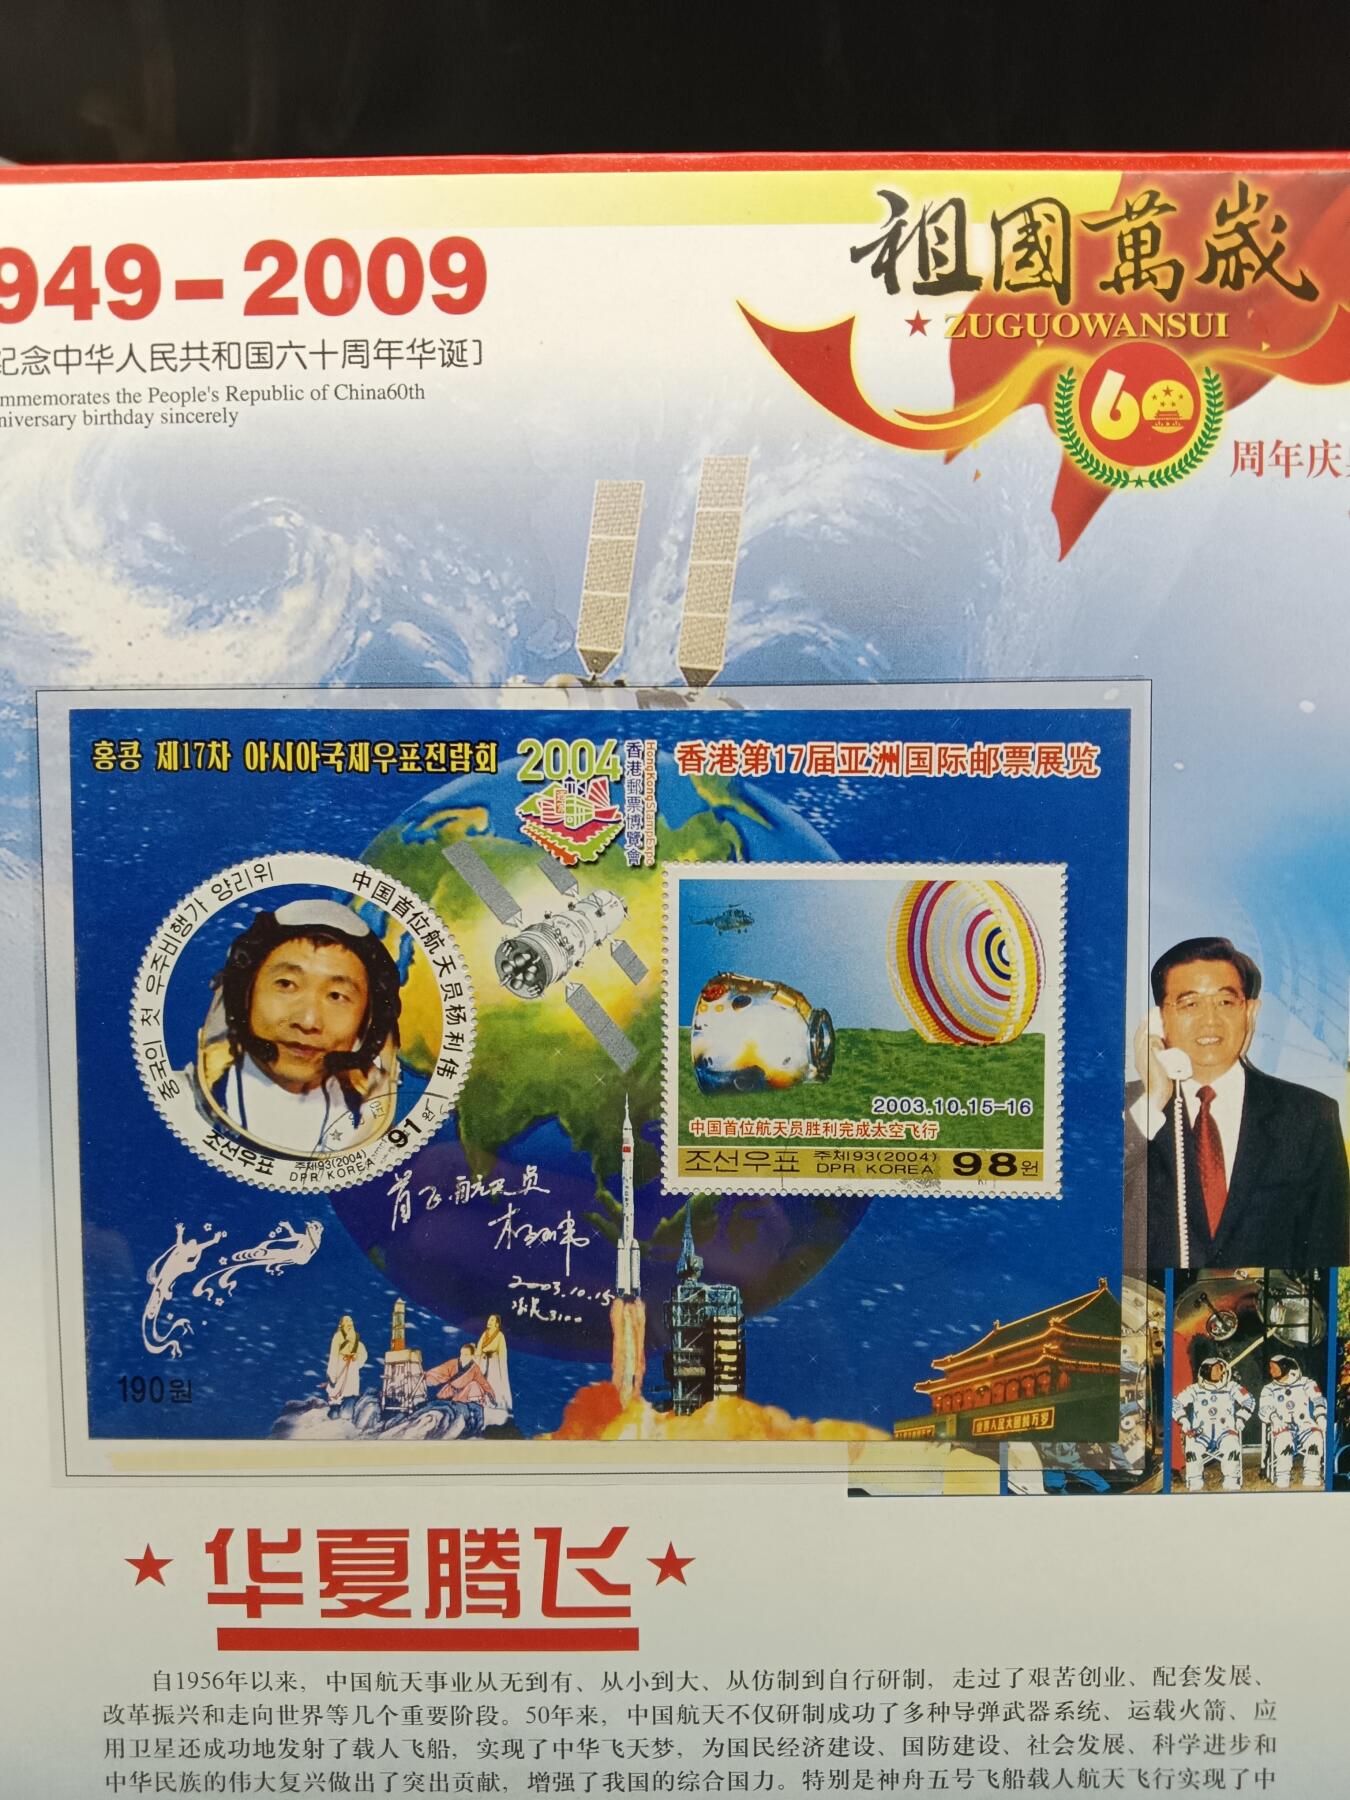 祖國萬歲
★ ZUGUOWANSUI
60
周年庆
949-2009
纪念中华人民共和国六十周年华诞〕
mmemorates the People's Republic of China60th
niversary birthday sincerely
홍콩 제17차 아시아국제우표전람회
2004
香港郵票博覽會
HongKongStampExpo
香港第17届亚洲国际邮票展览
중국의 첫 우주비행가 양리위
中国首位航天员杨利伟
조선우표
주체93(2004)
DPR KOREA
91원
2003.10.15-16
中国首位航天员胜利完成太空飞行
조선우표 주체93(2004)
DPR KOREA 98원
首飞航天员
杨利伟
2003.10.15
190원
世界人民大团结万岁
★华夏腾飞★
自1956年以来，中国航天事业从无到有、从小到大、从仿制到自行研制，走过了艰苦创业、配套发展、
改革振兴和走向世界等几个重要阶段。50年来，中国航天不仅研制成功了多种导弹武器系统、运载火箭、应
用卫星还成功地发射了载人飞船，实现了中华飞天梦，为国民经济建设、国防建设、社会发展、科学进步和
中华民族的伟大复兴做出了突出贡献，增强了我国的综合国力。特别是神舟五号飞船载人航天飞行实现了中